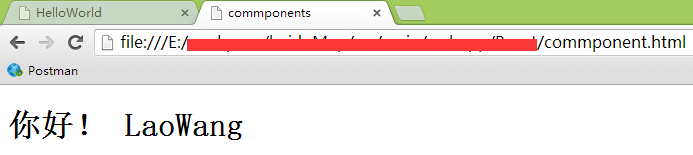 HelloWorld
commponents
file:///E:/
/commponent.html
Postman
你好！ LaoWang